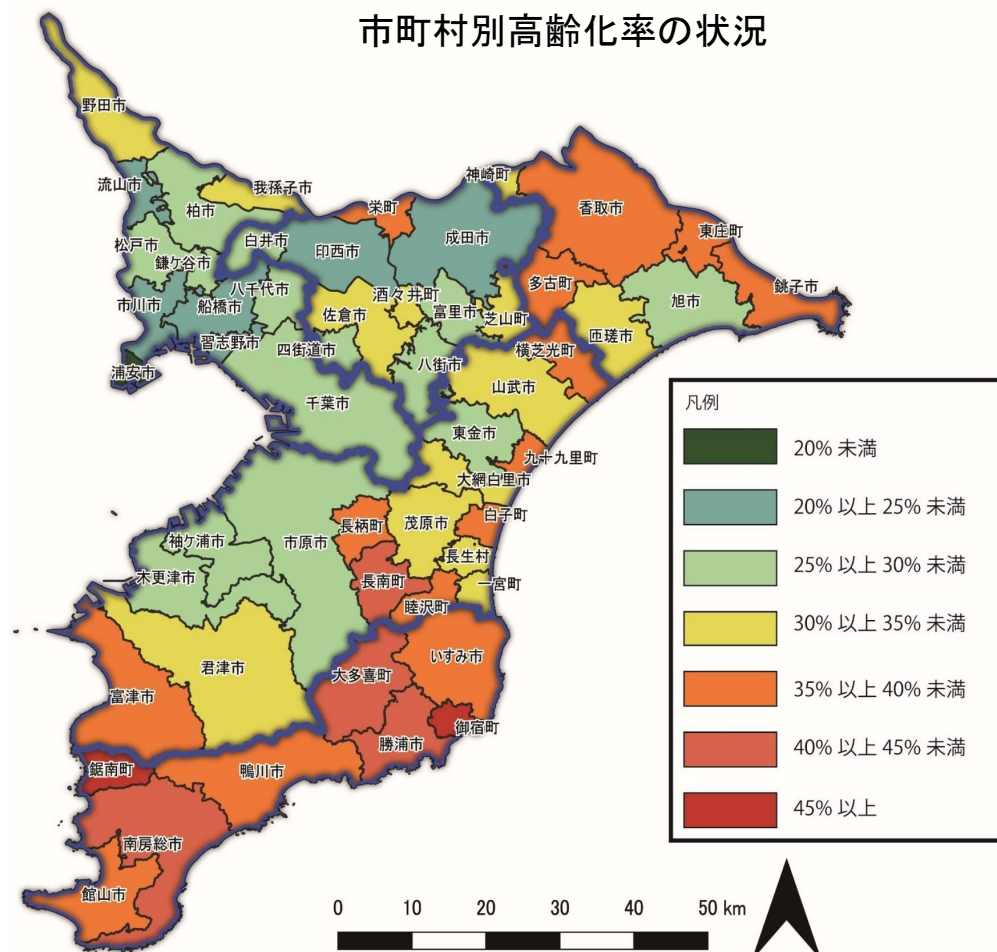 市町村別高齢化率の状況
野田市
流山市
柏市
我孫子市
松戸市
鎌ケ谷市
白井市
栄町
神崎町
印西市
成田市
香取市
東庄町
銚子市
市川市
船橋市
八千代市
習志野市
浦安市
佐倉市
酒々井町
富里市
芝山町
多古町
匝瑳市
旭市
四街道市
八街市
横芝光町
山武市
千葉市
東金市
九十九里町
大網白里市
白子町
茂原市
長柄町
長生村
市原市
袖ケ浦市
木更津市
長南町
一宮町
睦沢町
君津市
富津市
大多喜町
いすみ市
御宿町
勝浦市
鋸南町
鴨川市
南房総市
館山市
凡例
20% 未満
20% 以上 25% 未満
25% 以上 30% 未満
30% 以上 35% 未満
35% 以上 40% 未満
40% 以上 45% 未満
45% 以上
0 10 20 30 40 50 km